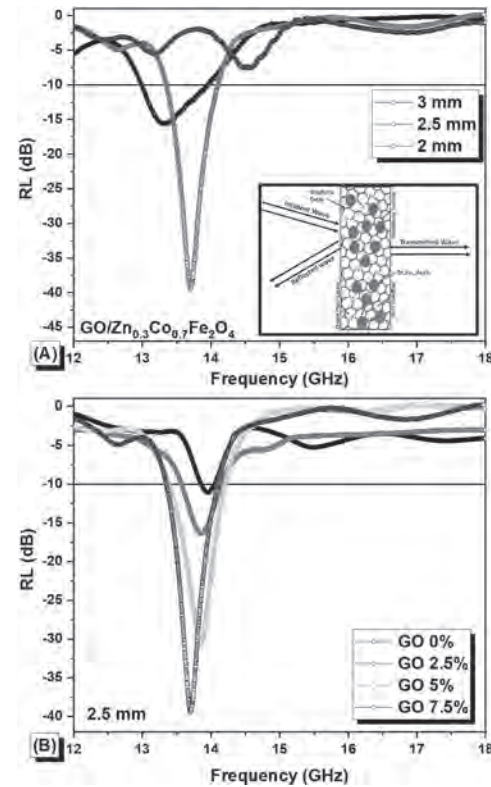 0
-5
-10
-15
-20
-25
-30
-35
-40
-45
RL (dB)
3 mm
2.5 mm
2 mm
Incident Wave
Reflected wave
Transmitted Wave
GO/Zn0.3Co0.7Fe2O4
(A)
12 13 14 15 16 17 18
Frequency (GHz)
0
-5
-10
-15
-20
-25
-30
-35
-40
RL (dB)
GO 0%
GO 2.5%
GO 5%
GO 7.5%
2.5 mm
(B)
12 13 14 15 16 17 18
Frequency (GHz)